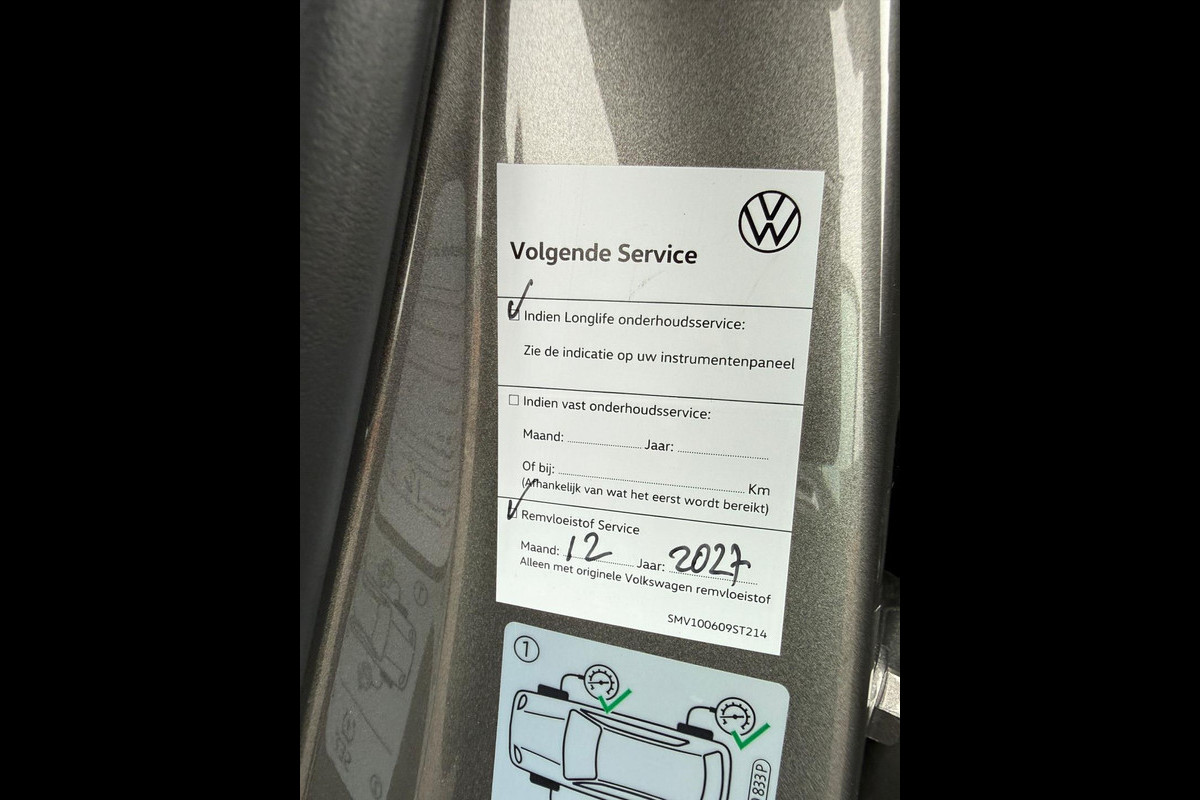 Volgende Service
Indien Longlife onderhoudsservice:
Zie de indicatie op uw instrumentenpaneel
Indien vast onderhoudsservice:
Maand: Jaar:
Of bij: Km
(Afhankelijk van wat het eerst wordt bereikt)
Remvloeistof Service
Maand: 12 Jaar: 2027
Alleen met originele Volkswagen remvloeistof
SMV100609ST214
1
833P